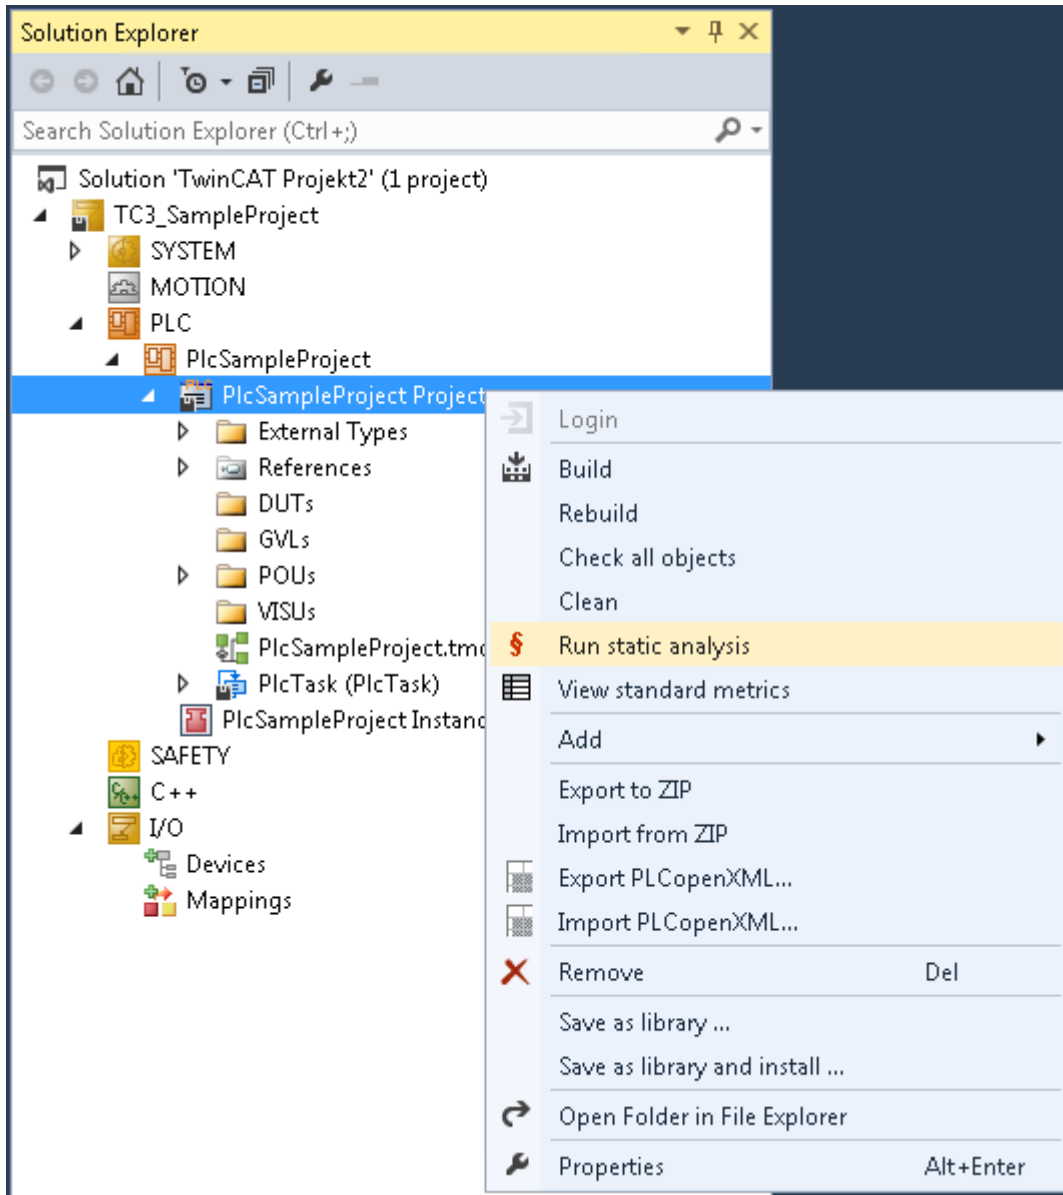 Solution Explorer
Search Solution Explorer (Ctrl+;)
Solution 'TwinCAT Projekt2' (1 project)
TC3_SampleProject
SYSTEM
MOTION
PLC
PlcSampleProject
PlcSampleProject Project
External Types
References
DUTs
GVLs
POUs
VISUs
PlcSampleProject.tmc
PlcTask (PlcTask)
PlcSampleProject Instanc
SAFETY
C++
I/O
Devices
Mappings
Login
Build
Rebuild
Check all objects
Clean
§ Run static analysis
View standard metrics
Add
Export to ZIP
Import from ZIP
Export PLCopenXML...
Import PLCopenXML...
Remove Del
Save as library ...
Save as library and install ...
Open Folder in File Explorer
Properties Alt+Enter